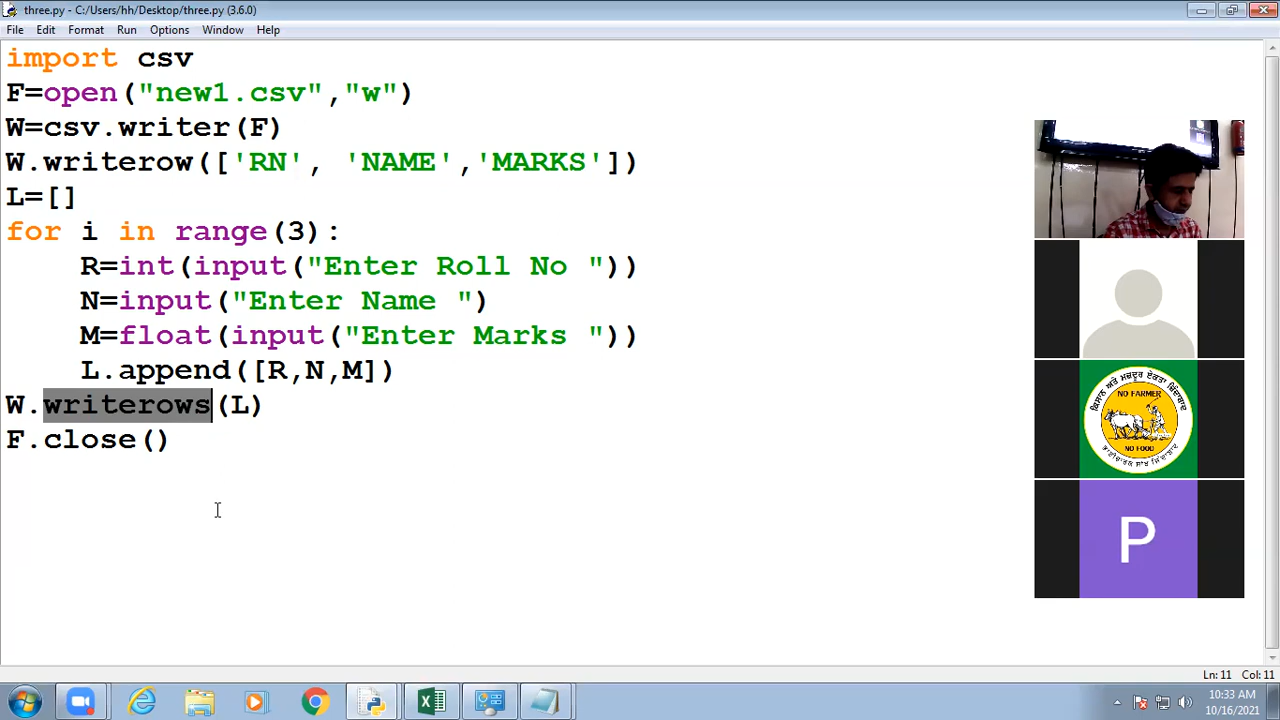 three.py - C:/Users/hh/Desktop/three.py (3.6.0)
File Edit Format Run Options Window Help
import csv
F=open("new1.csv","w")
W=csv.writer(F)
W.writerow(['RN', 'NAME','MARKS'])
L=[]
for i in range(3):
    R=int(input("Enter Roll No "))
    N=input("Enter Name ")
    M=float(input("Enter Marks "))
    L.append([R,N,M])
W.writerows(L)
F.close()
ਕਿਸਾਨ ਅਤੇ ਮਜ਼ਦੂਰ ਏਕਤਾ ਜ਼ਿੰਦਾਬਾਦ
NO FARMER
NO FOOD
P
Ln: 11 Col: 11
10:33 AM
10/16/2021